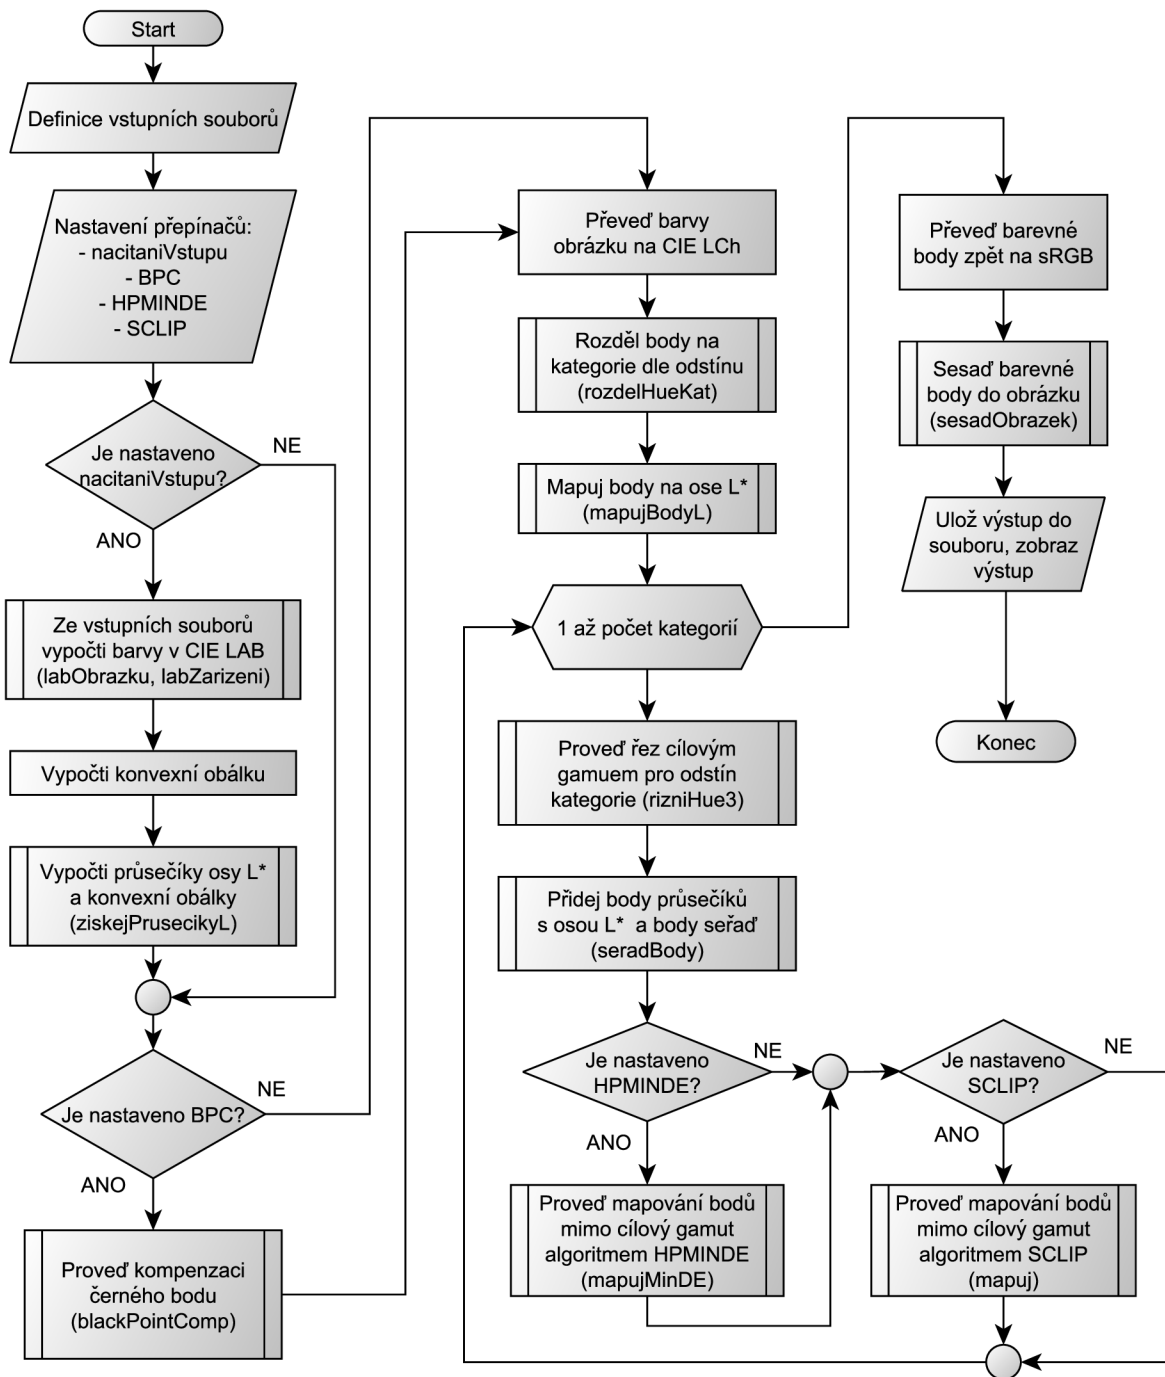 Start
Definice vstupních souborů
Nastavení přepínačů:
- nacitaniVstupu
- BPC
- HPMINDE
- SCLIP
Je nastaveno
nacitaniVstupu?
NE
ANO
Ze vstupních souborů
vypočti barvy v CIE LAB
(labObrazku, labZarizeni)
Vypočti konvexní obálku
Vypočti průsečíky osy L*
a konvexní obálky
(ziskejPrusecikyL)
Je nastaveno BPC?
NE
ANO
Proveď kompenzaci
černého bodu
(blackPointComp)
Převeď barvy
obrázku na CIE LCh
Rozděl body na
kategorie dle odstínu
(rozdelHueKat)
Mapuj body na ose L*
(mapujBodyL)
1 až počet kategorií
Proveď řez cílovým
gamuem pro odstín
kategorie (rizniHue3)
Přidej body průsečíků
s osou L* a body seřaď
(seradBody)
Je nastaveno
HPMINDE?
NE
ANO
Proveď mapování bodů
mimo cílový gamut
algoritmem HPMINDE
(mapujMinDE)
Je nastaveno
SCLIP?
NE
ANO
Proveď mapování bodů
mimo cílový gamut
algoritmem SCLIP
(mapuj)
Převeď barevné
body zpět na sRGB
Sesaď barevné
body do obrázku
(sesadObrazek)
Ulož výstup do
souboru, zobraz
výstup
Konec